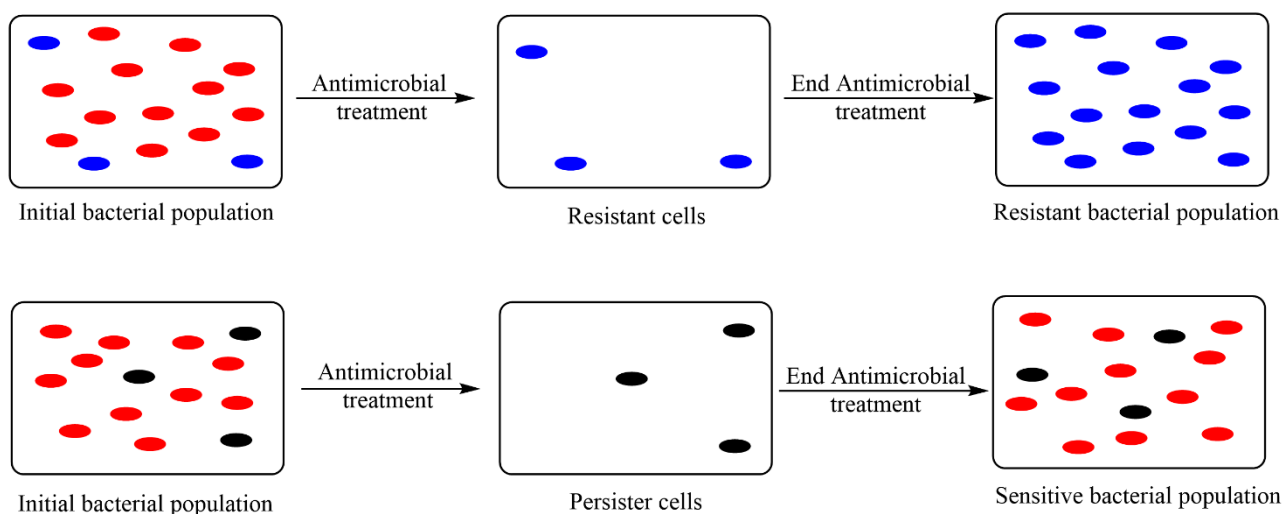 Antimicrobial
treatment
End Antimicrobial
treatment
Initial bacterial population
Resistant cells
Resistant bacterial population
Antimicrobial
treatment
End Antimicrobial
treatment
Initial bacterial population
Persister cells
Sensitive bacterial population